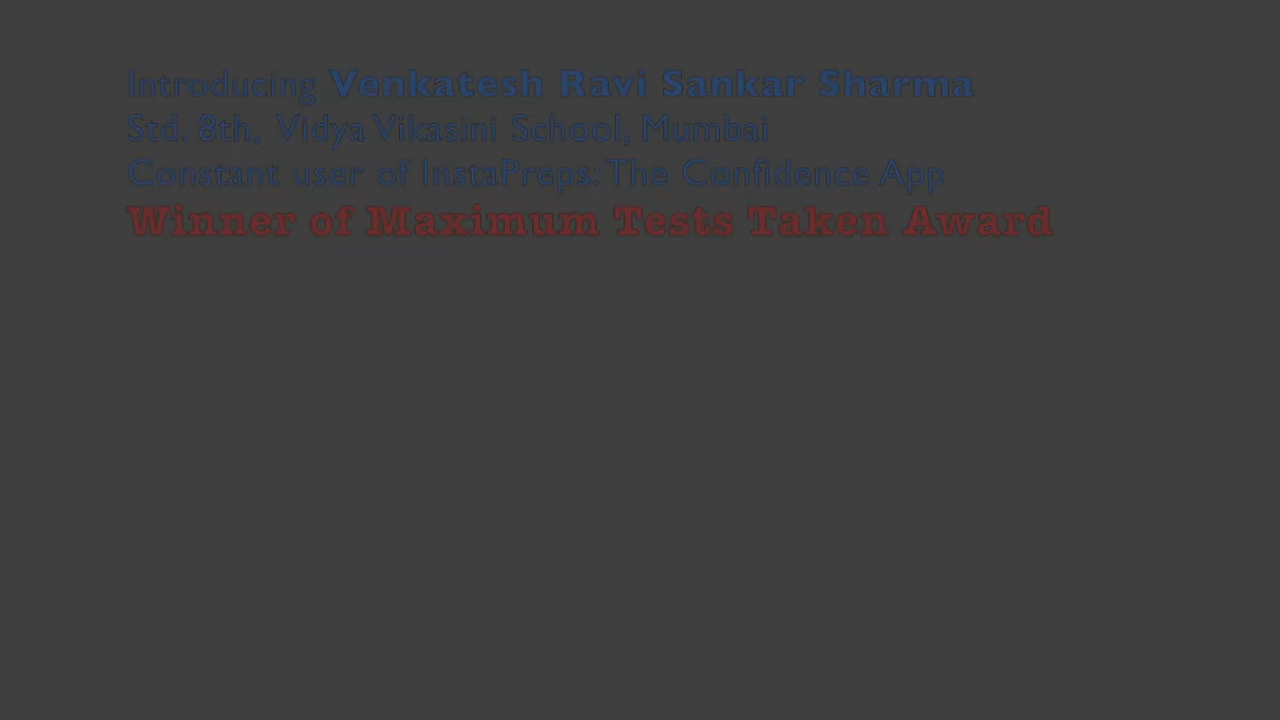 Introducing Venkatesh Ravi Sankar Sharma
Std. 8th, Vidya Vikasini School, Mumbai
Constant user of InstaPreps: The Confidence App
Winner of Maximum Tests Taken Award